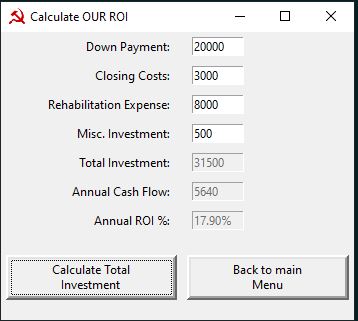 Calculate OUR ROI
Down Payment: 20000
Closing Costs: 3000
Rehabilitation Expense: 8000
Misc. Investment: 500
Total Investment: 31500
Annual Cash Flow: 5640
Annual ROI %: 17.90%
Calculate Total
Investment
Back to main
Menu